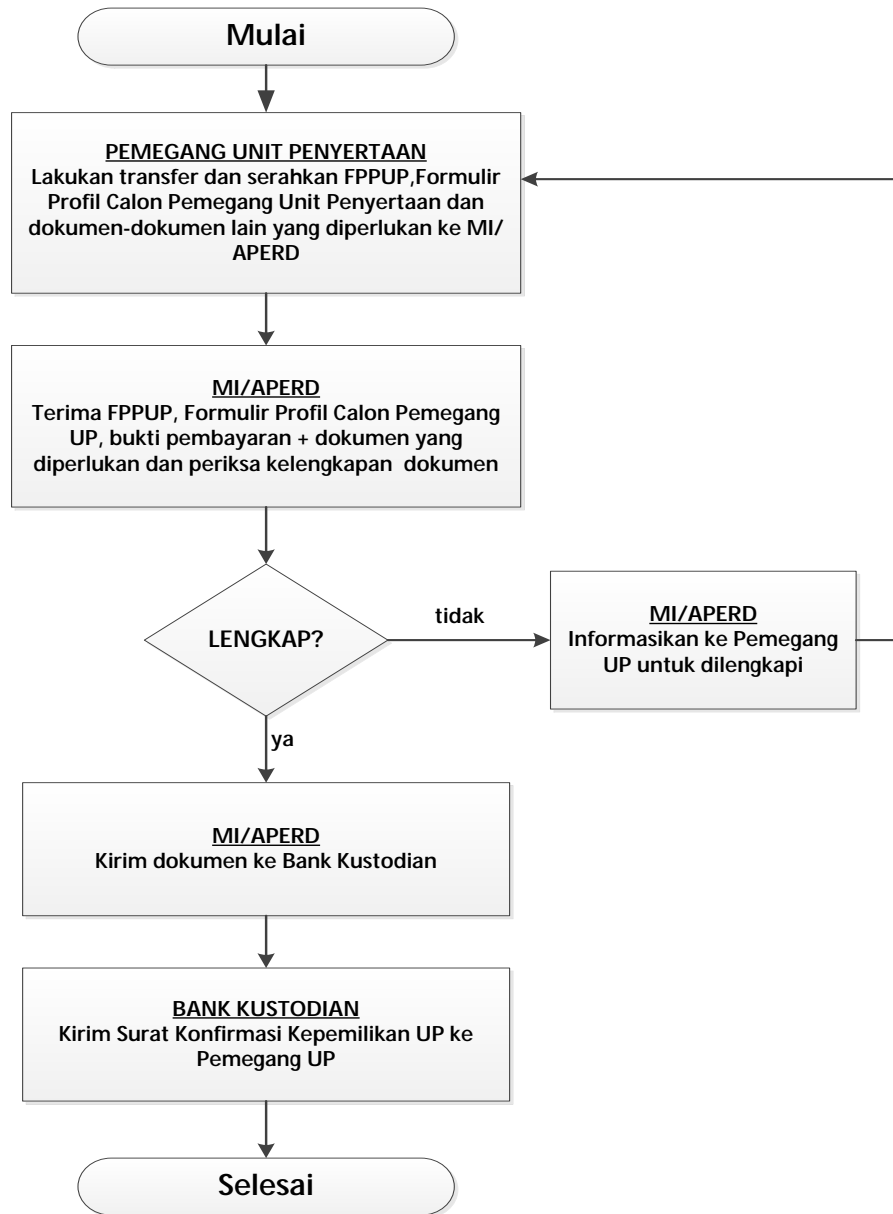 Mulai
PEMEGANG UNIT PENYERTAAN
Lakukan transfer dan serahkan FPPUP,Formulir
Profil Calon Pemegang Unit Penyertaan dan
dokumen-dokumen lain yang diperlukan ke MI/
APERD
MI/APERD
Terima FPPUP, Formulir Profil Calon Pemegang
UP, bukti pembayaran + dokumen yang
diperlukan dan periksa kelengkapan  dokumen
LENGKAP?
tidak
MI/APERD
Informasikan ke Pemegang
UP untuk dilengkapi
ya
MI/APERD
Kirim dokumen ke Bank Kustodian
BANK KUSTODIAN
Kirim Surat Konfirmasi Kepemilikan UP ke
Pemegang UP
Selesai